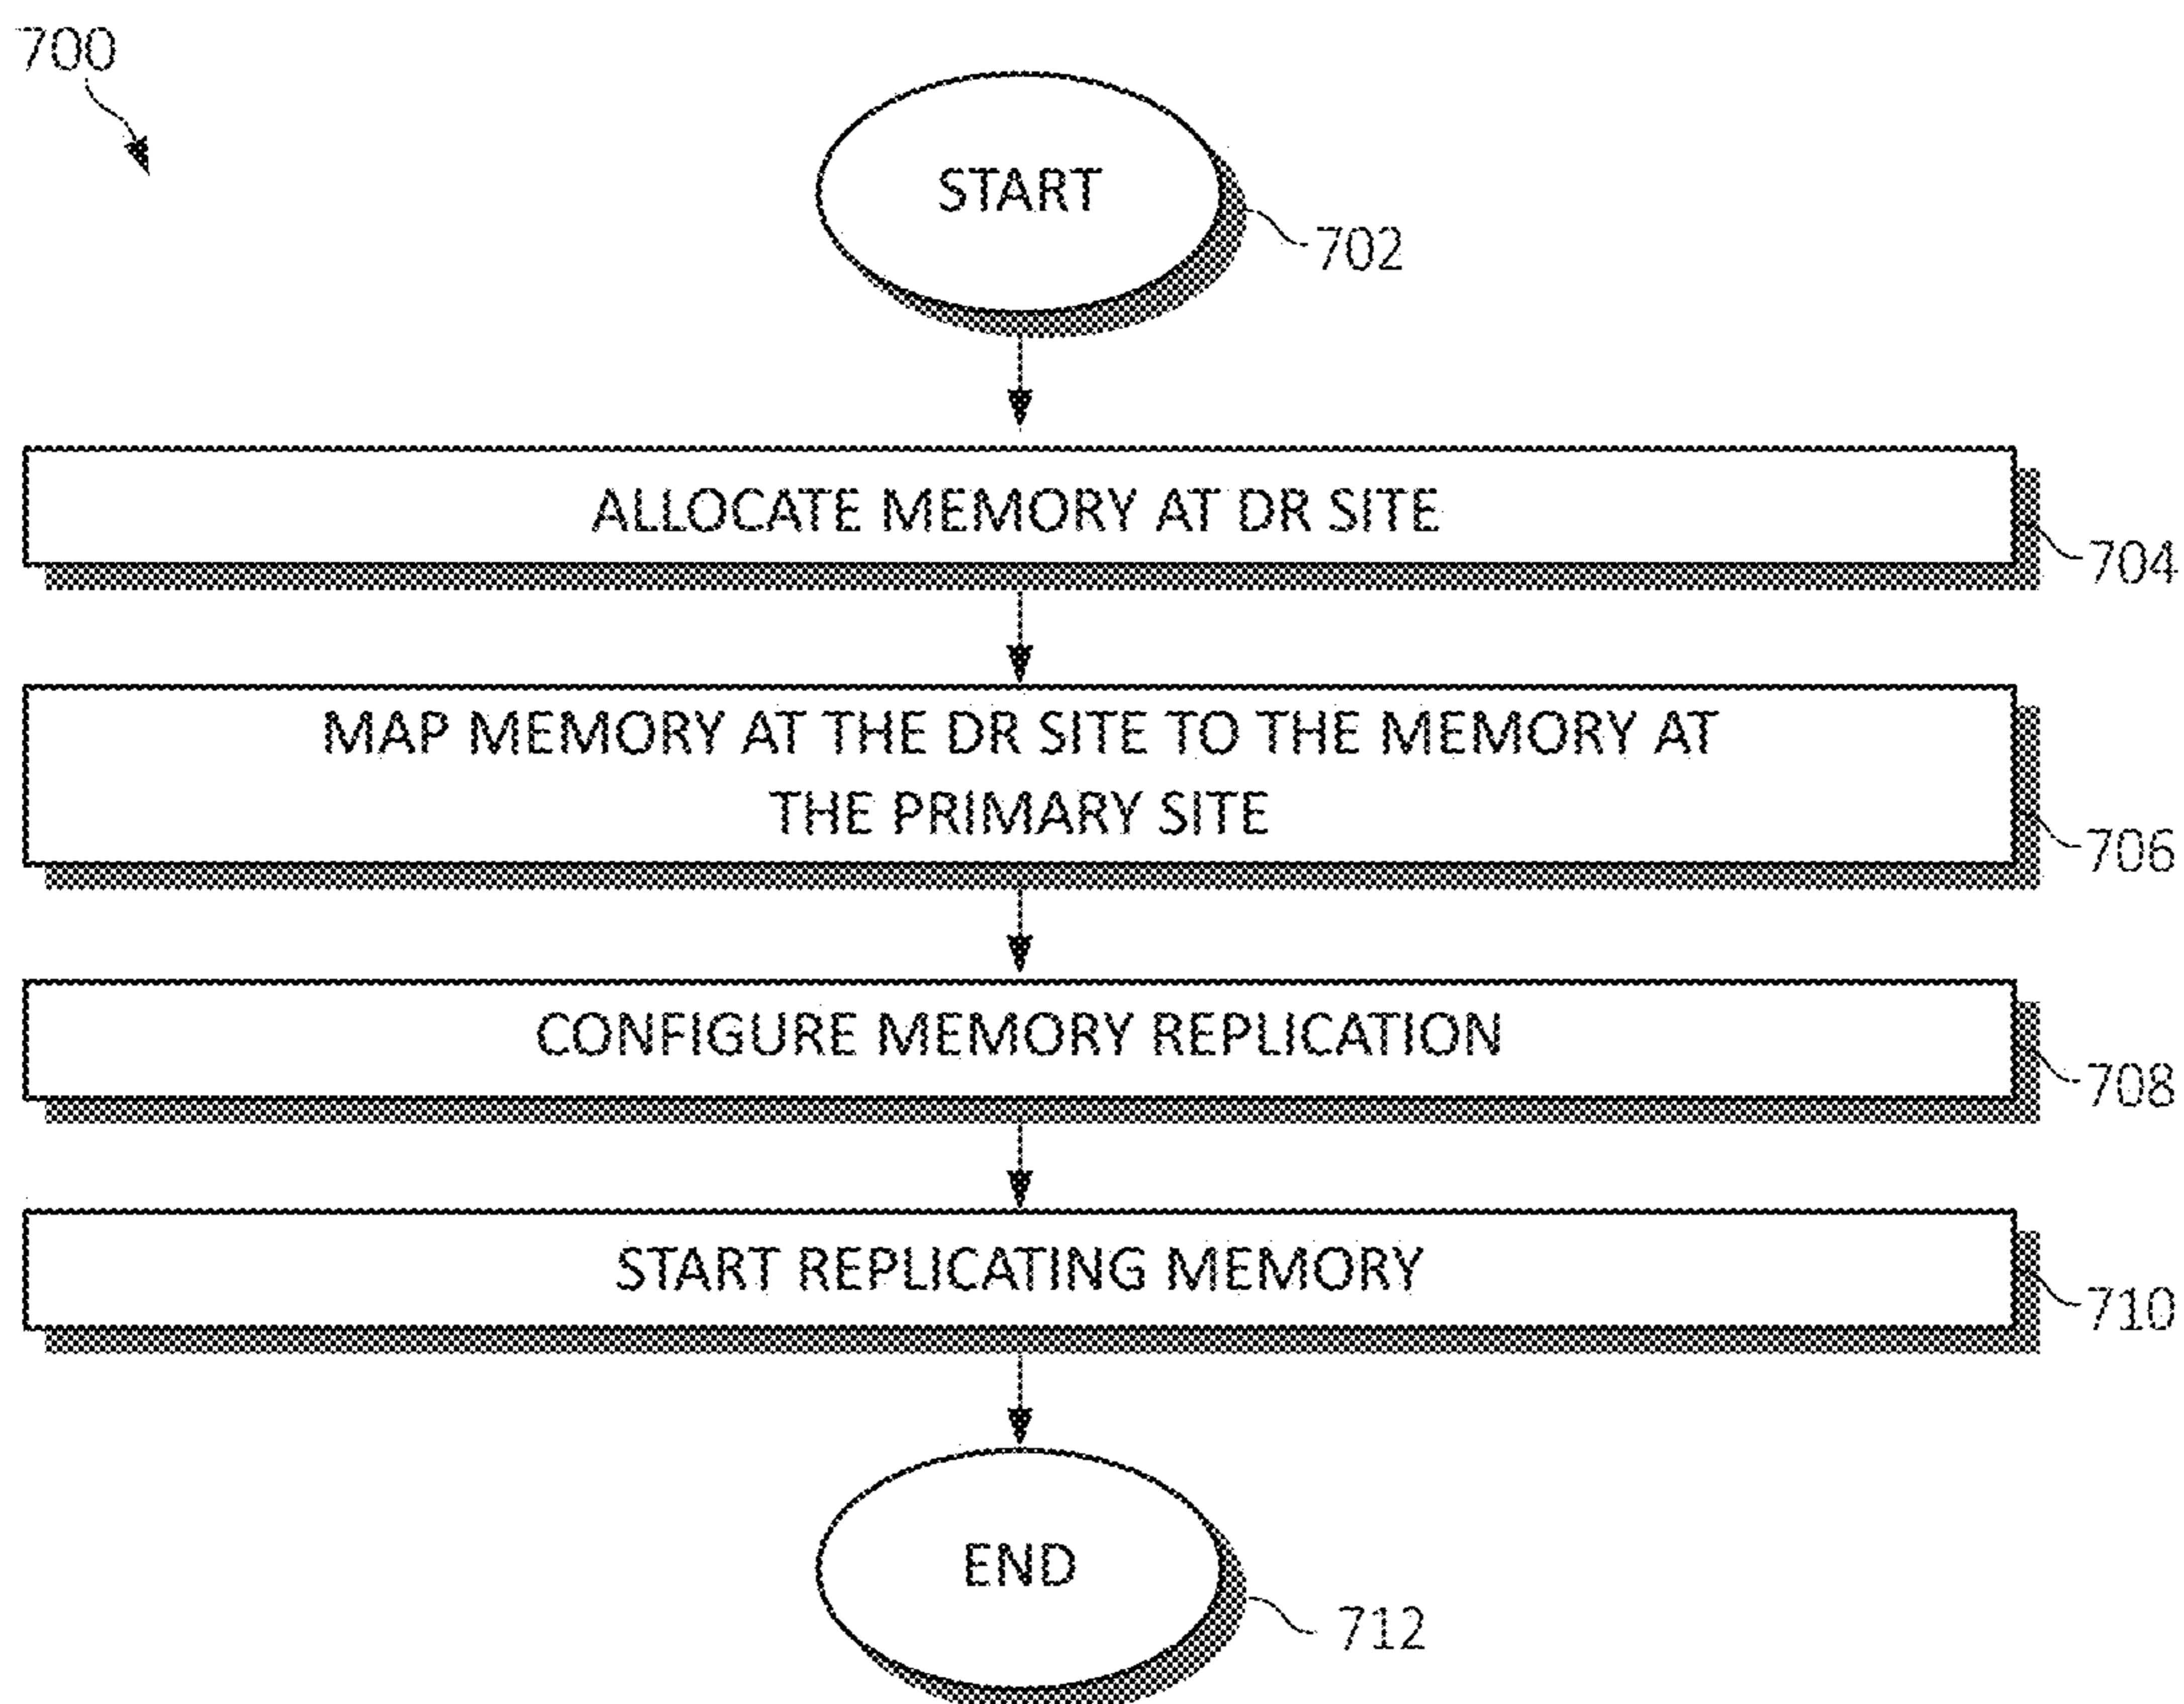 700
START
702
ALLOCATE MEMORY AT DR SITE
704
MAP MEMORY AT THE DR SITE TO THE MEMORY AT
THE PRIMARY SITE
706
CONFIGURE MEMORY REPLICATION
708
START REPLICATING MEMORY
710
END
712